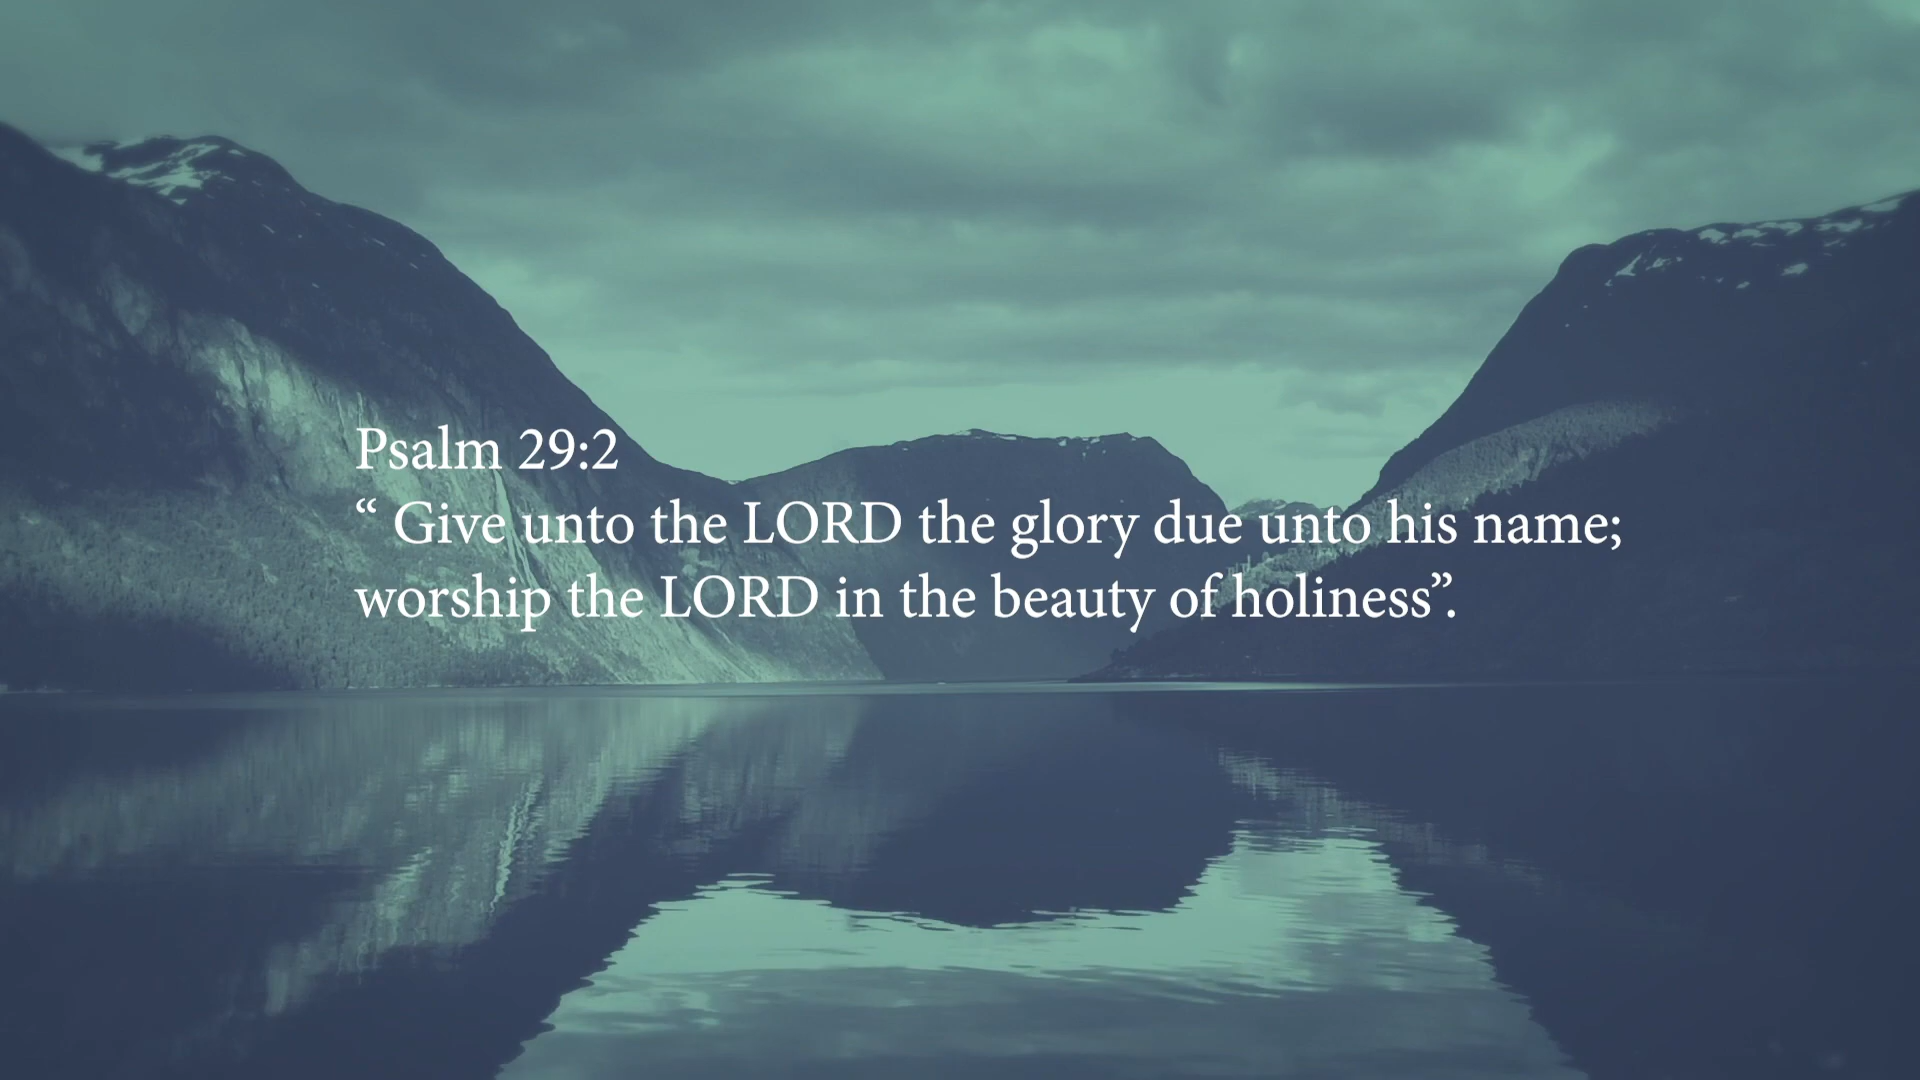 Psalm 29:2
“ Give unto the LORD the glory due unto his name;
worship the LORD in the beauty of holiness”.